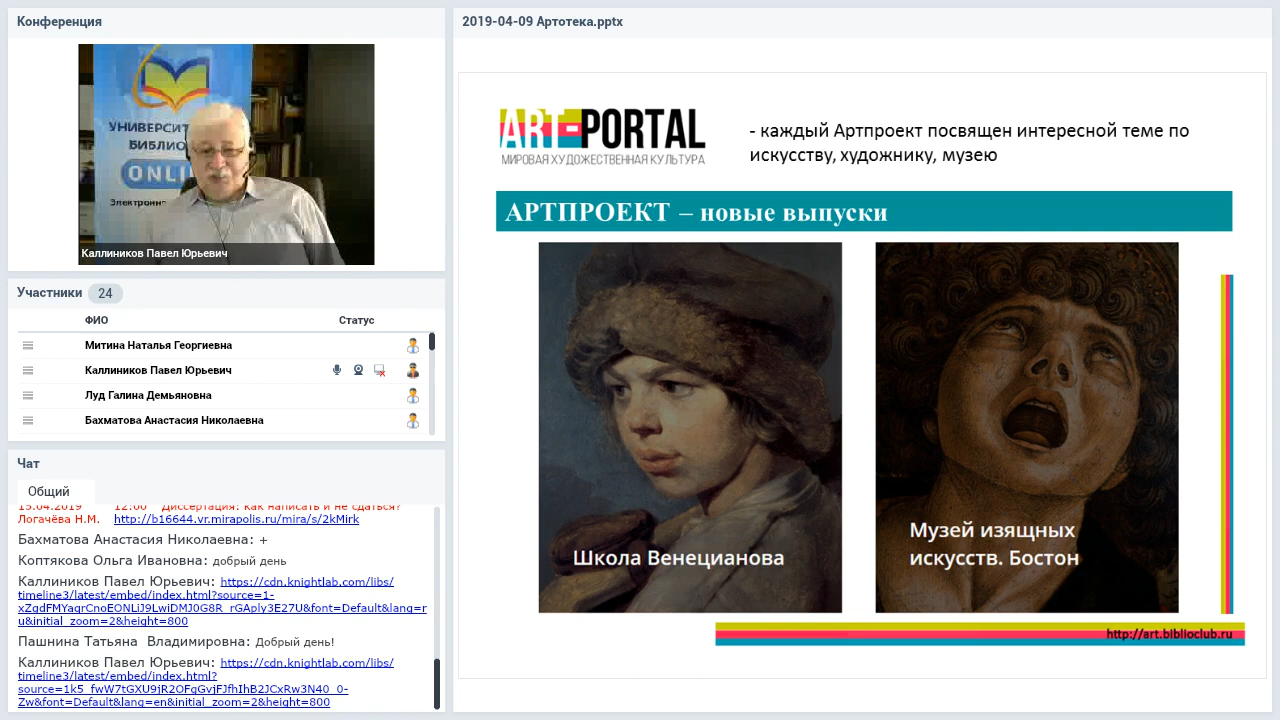 Конференция
УНИВЕРСИТ
БИБЛИО
ONLI
Каллиников Павел Юрьевич
Участники 24
ФИО Статус
Митина Наталья Георгиевна
Каллиников Павел Юрьевич
Луд Галина Демьяновна
Бахматова Анастасия Николаевна
Чат
Общий
15.04.2019 12:00 Диссертация: как написать и не сдаться?
Логачёва Н.М. http://b16644.vr.mirapolis.ru/mira/s/2kMirk
Бахматова Анастасия Николаевна: +
Коптякова Ольга Ивановна: добрый день
Каллиников Павел Юрьевич: https://cdn.knightlab.com/libs/
timeline3/latest/embed/index.html?source=1-
xZgdFMYaqrCnoEONLiJ9LwiDMJ0G8R_rGAply3E27U&font=Default&lang=r
u&initial_zoom=2&height=800
Пашнина Татьяна Владимировна: Добрый день!
Каллиников Павел Юрьевич: https://cdn.knightlab.com/libs/
timeline3/latest/embed/index.html?
source=1k5_fwW7tGXU9jR2OFqGvjFJfhIhB2JCxRw3N40_0-
Zw&font=Default&lang=en&initial_zoom=2&height=800
2019-04-09 Артотека.pptx
ART-PORTAL
МИРОВАЯ ХУДОЖЕСТВЕННАЯ КУЛЬТУРА
- каждый Артпроект посвящен интересной теме по
искусству, художнику, музею
АРТПРОЕКТ – новые выпуски
Школа Венецианова
Музей изящных
искусств. Бостон
http://art.biblioclub.ru